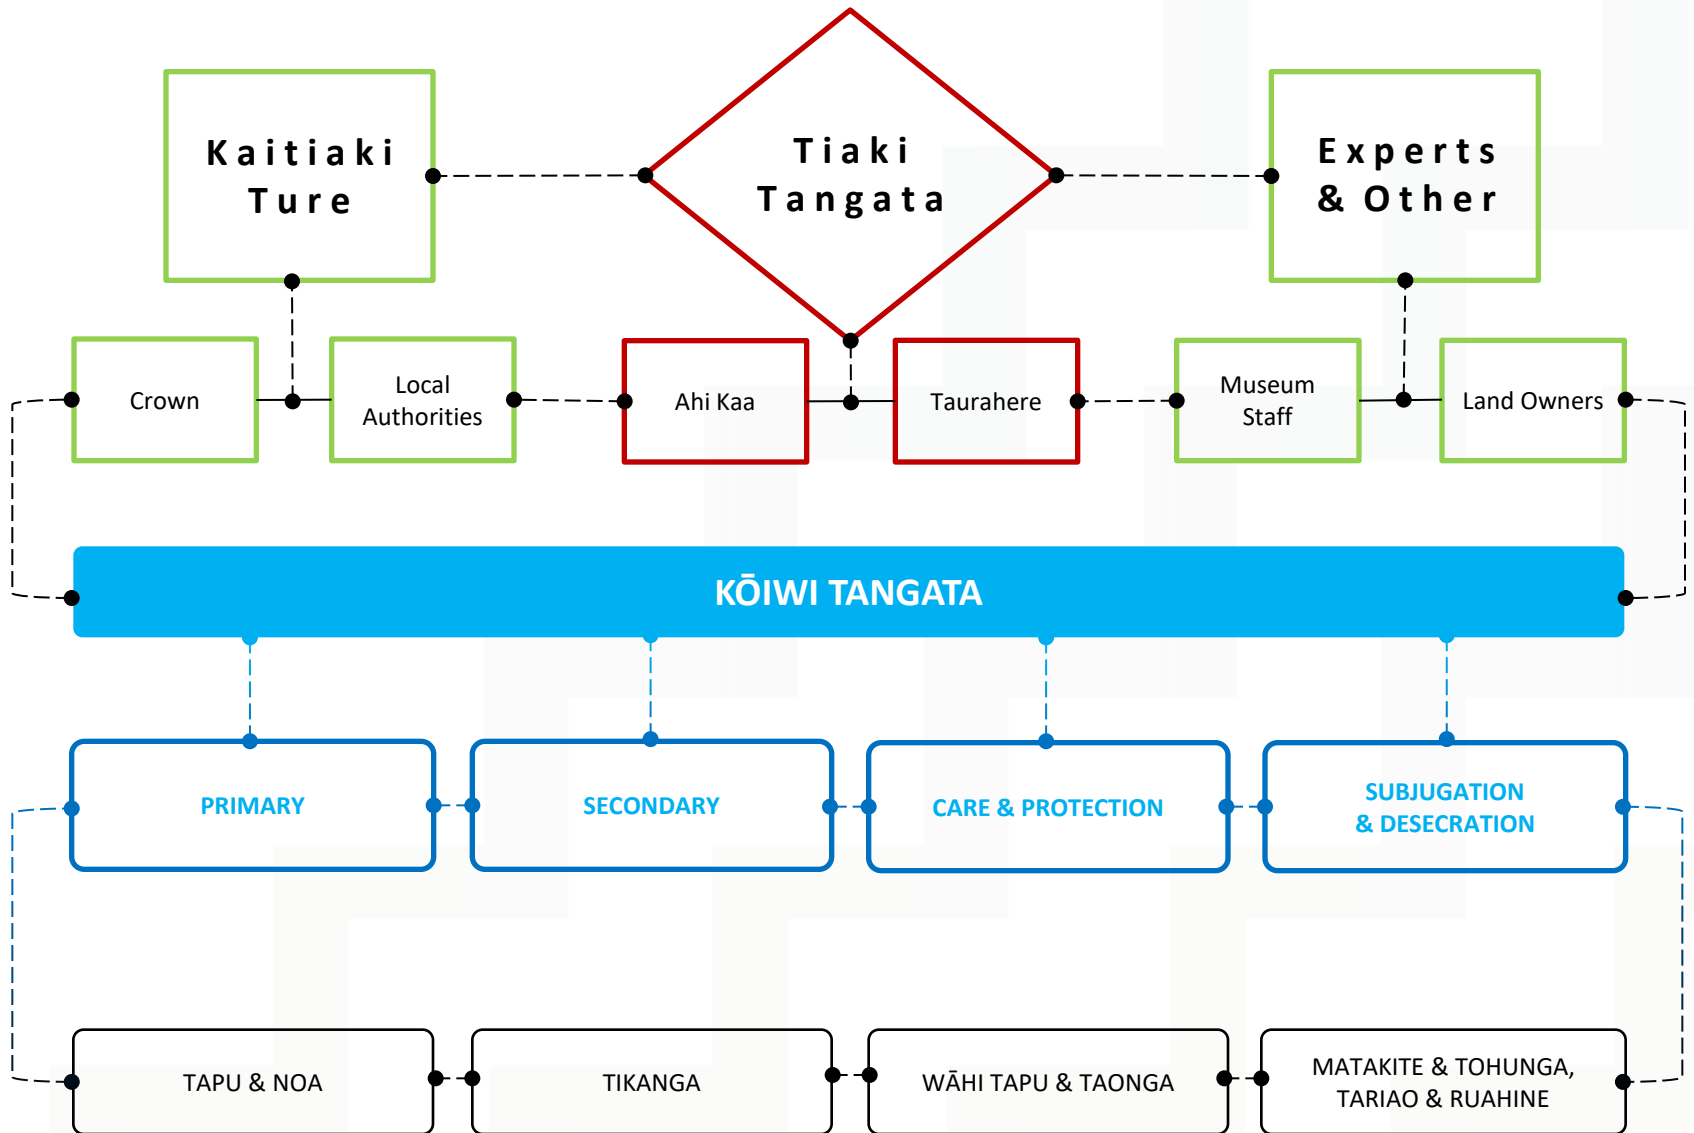 Kaitiaki
Ture
Tiaki
Tangata
Experts
& Other
Crown
Local
Authorities
Ahi Kaa
Taurahere
Museum
Staff
Land Owners
KŌIWI TANGATA
PRIMARY
SECONDARY
CARE & PROTECTION
SUBJUGATION
& DESECRATION
TAPU & NOA
TIKANGA
WĀHI TAPU & TAONGA
MATAKITE & TOHUNGA,
TARIAO & RUAHINE